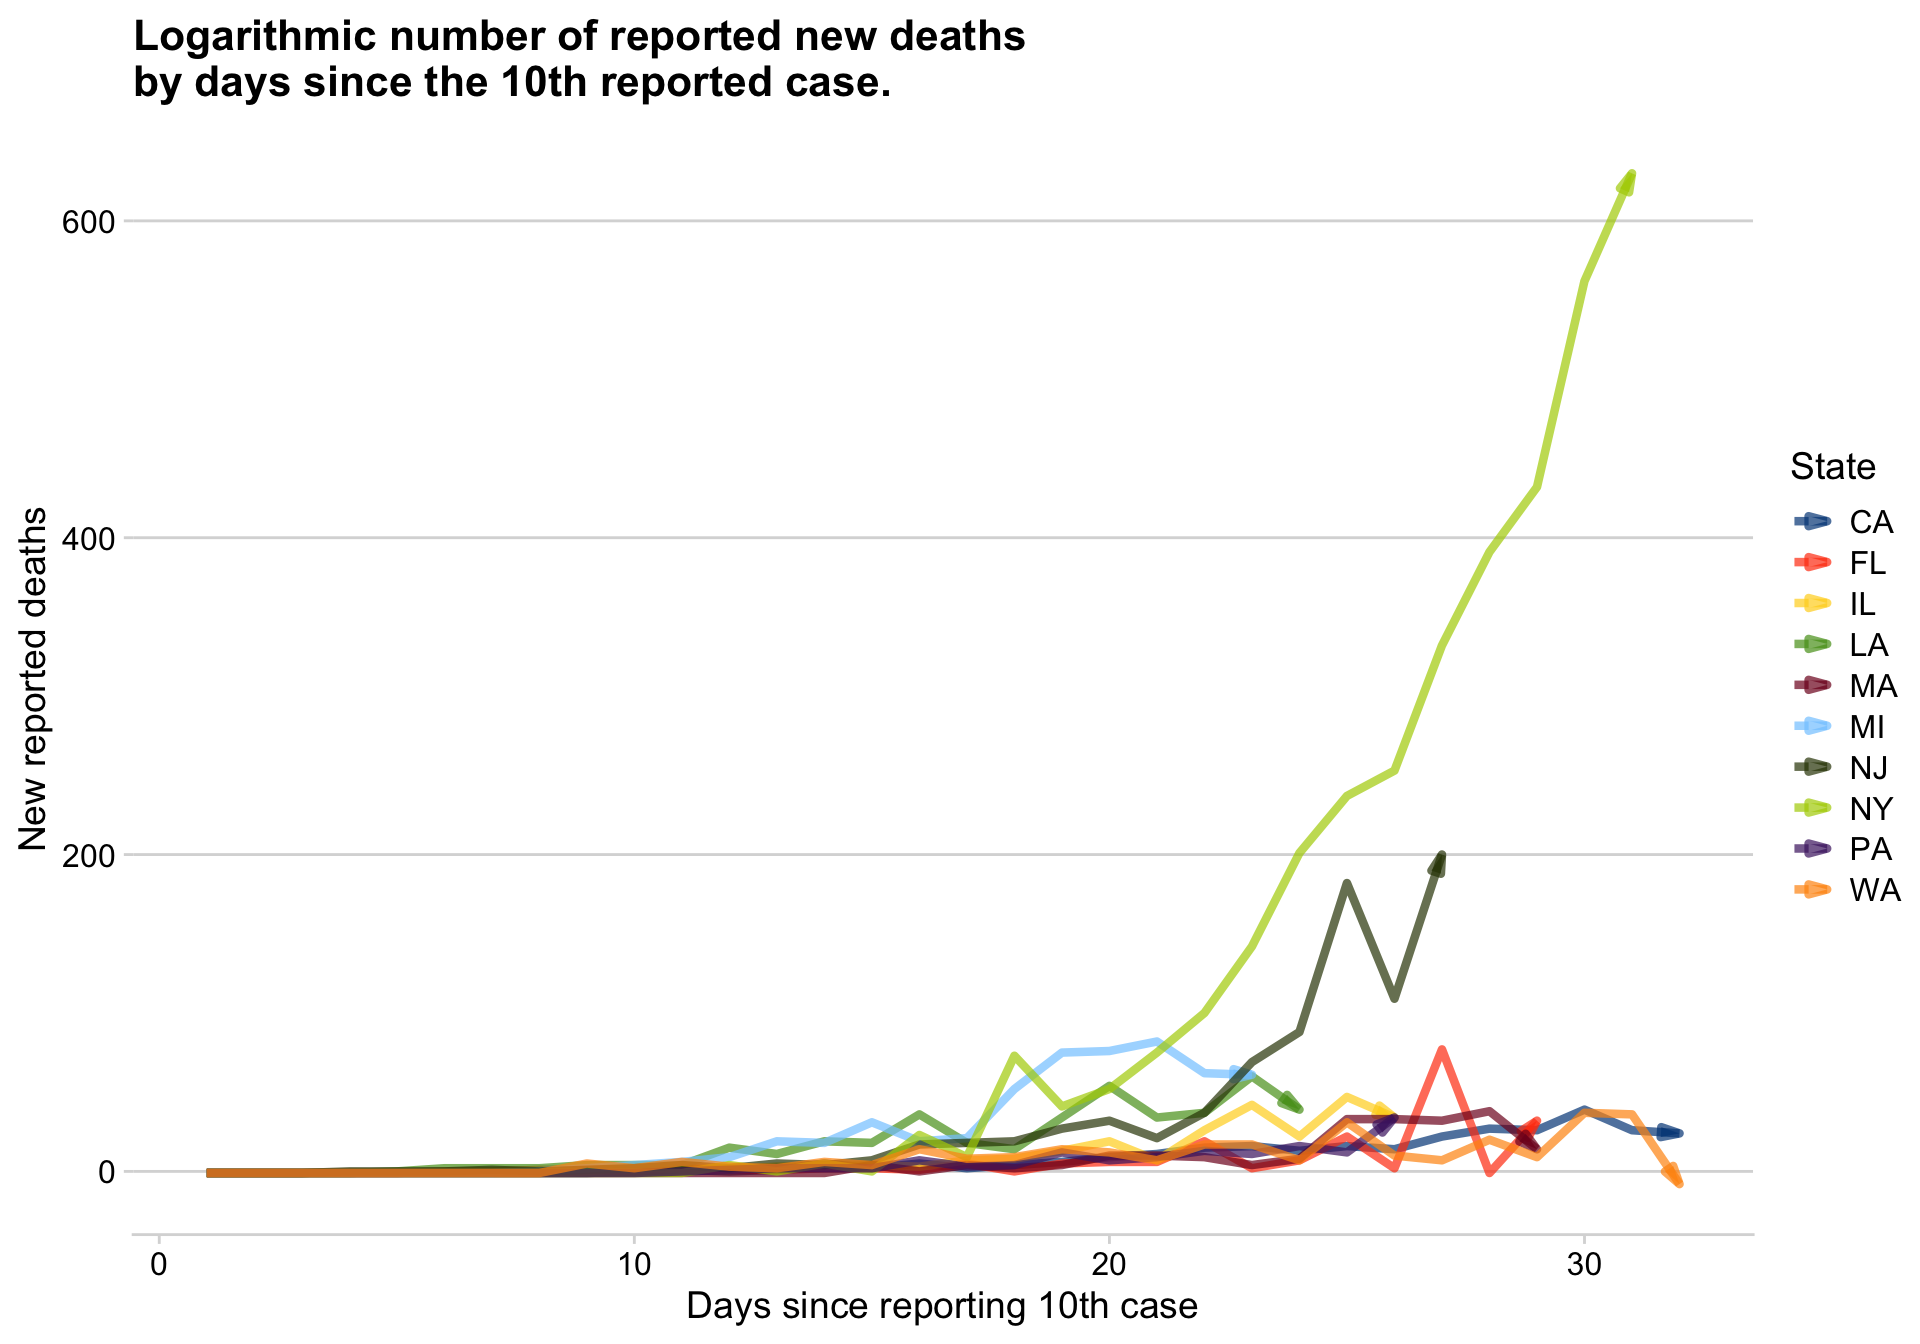 Logarithmic number of reported new deaths
by days since the 10th reported case.
600
400
200
0
New reported deaths
0 10 20 30
Days since reporting 10th case
State
CA
FL
IL
LA
MA
MI
NJ
NY
PA
WA